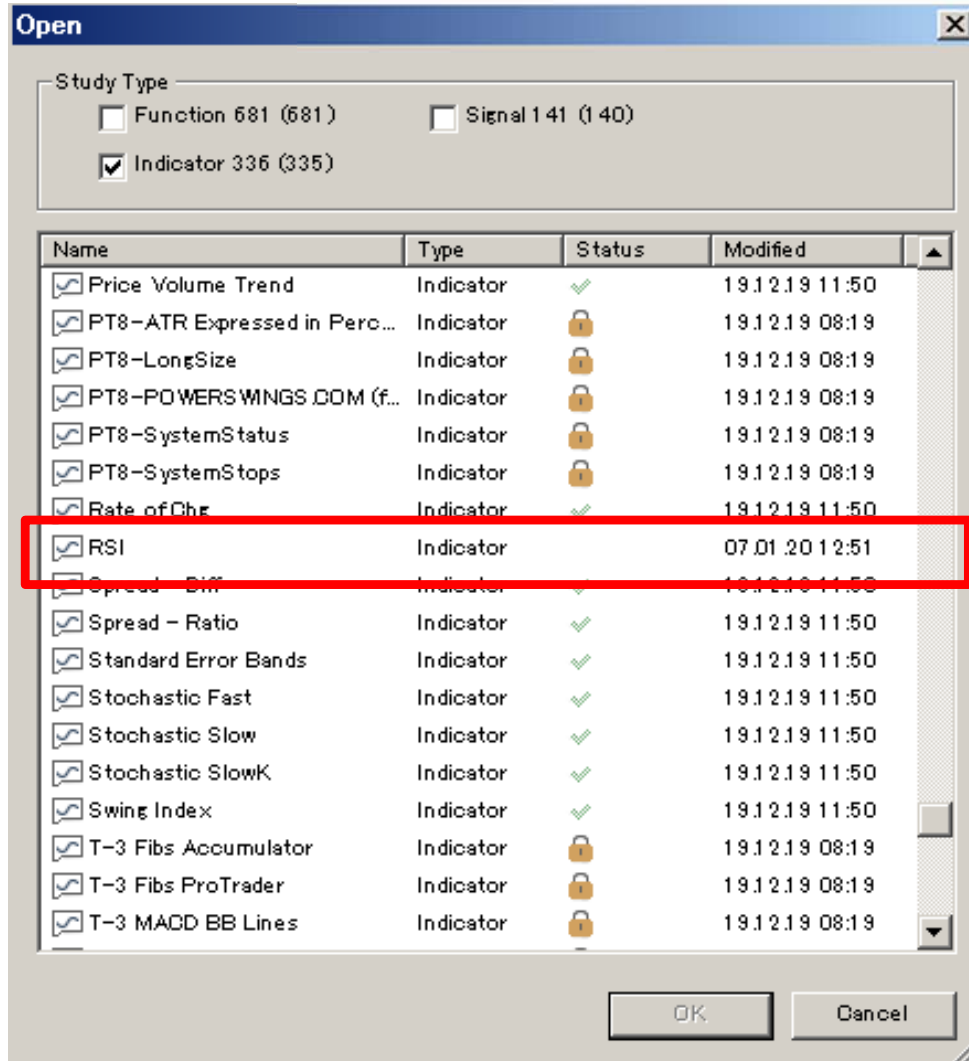 Open
Study Type
Function 681 (681) Signal 141 (140)
Indicator 336 (335)
Name Type Status Modified
Price Volume Trend Indicator 19.12.19 11:50
PT8-ATR Expressed in Perc... Indicator 19.12.19 08:19
PT8-LongSize Indicator 19.12.19 08:19
PT8-POWERSWINGS.COM (f... Indicator 19.12.19 08:19
PT8-SystemStatus Indicator 19.12.19 08:19
PT8-SystemStops Indicator 19.12.19 08:19
Rate of Chg Indicator 19.12.19 11:50
RSI Indicator 07.01.20 12:51
Spread - Diff Indicator 19.12.19 11:50
Spread - Ratio Indicator 19.12.19 11:50
Standard Error Bands Indicator 19.12.19 11:50
Stochastic Fast Indicator 19.12.19 11:50
Stochastic Slow Indicator 19.12.19 11:50
Stochastic SlowK Indicator 19.12.19 11:50
Swing Index Indicator 19.12.19 11:50
T-3 Fibs Accumulator Indicator 19.12.19 08:19
T-3 Fibs ProTrader Indicator 19.12.19 08:19
T-3 MACD BB Lines Indicator 19.12.19 08:19
OK Cancel